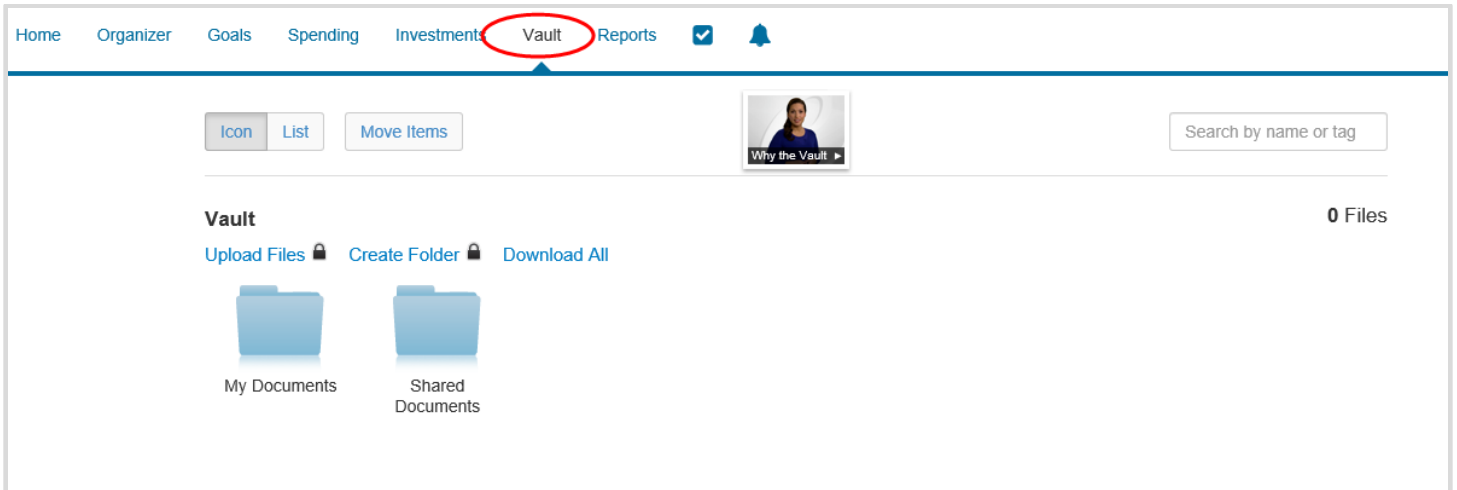 Home Organizer Goals Spending Investments Vault Reports
Icon List Move Items
Why the Vault
Search by name or tag
Vault
0 Files
Upload Files Create Folder Download All
My Documents
Shared
Documents